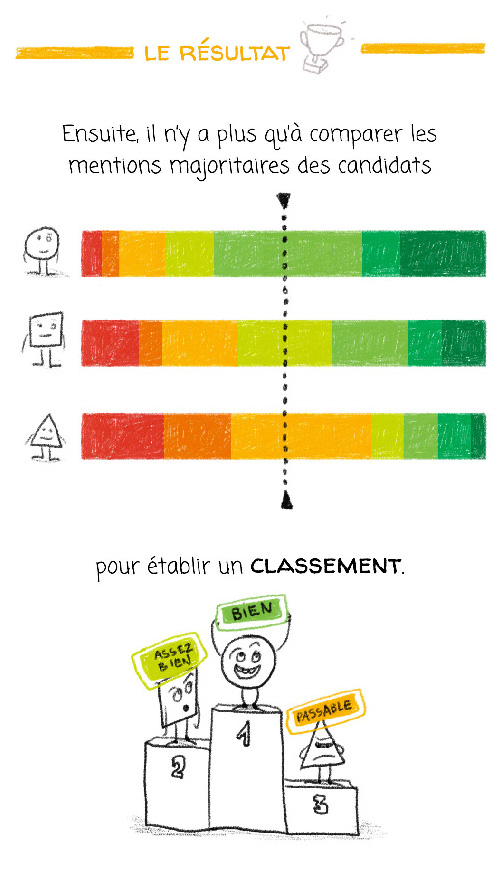 LE RÉSULTAT
Ensuite, il n'y a plus qu'à comparer les
mentions majoritaires des candidats
pour établir un CLASSEMENT.
BIEN
ASSEZ
BIEN
PASSABLE
1
2
3